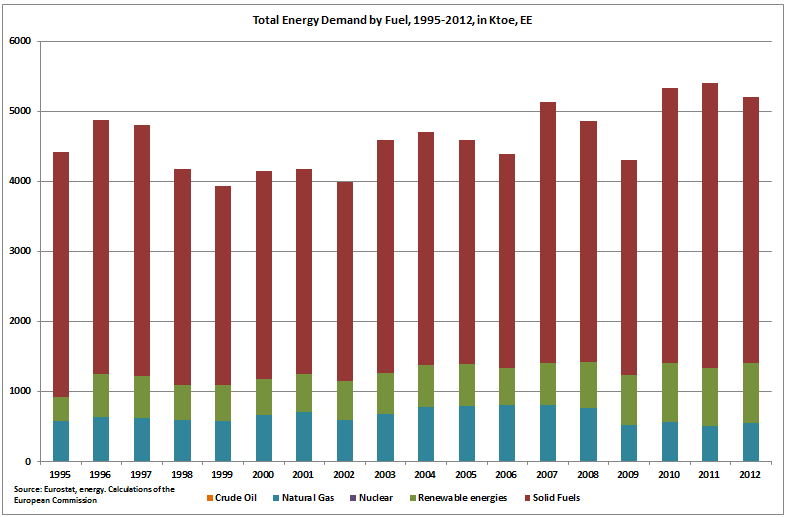 Total Energy Demand by Fuel, 1995-2012, in Ktoe, EE
6000
5000
4000
3000
2000
1000
0
1995 1996 1997 1998 1999 2000 2001 2002 2003 2004 2005 2006 2007 2008 2009 2010 2011 2012
Source: Eurostat, energy. Calculations of the
European Commission
Crude Oil Natural Gas Nuclear Renewable energies Solid Fuels